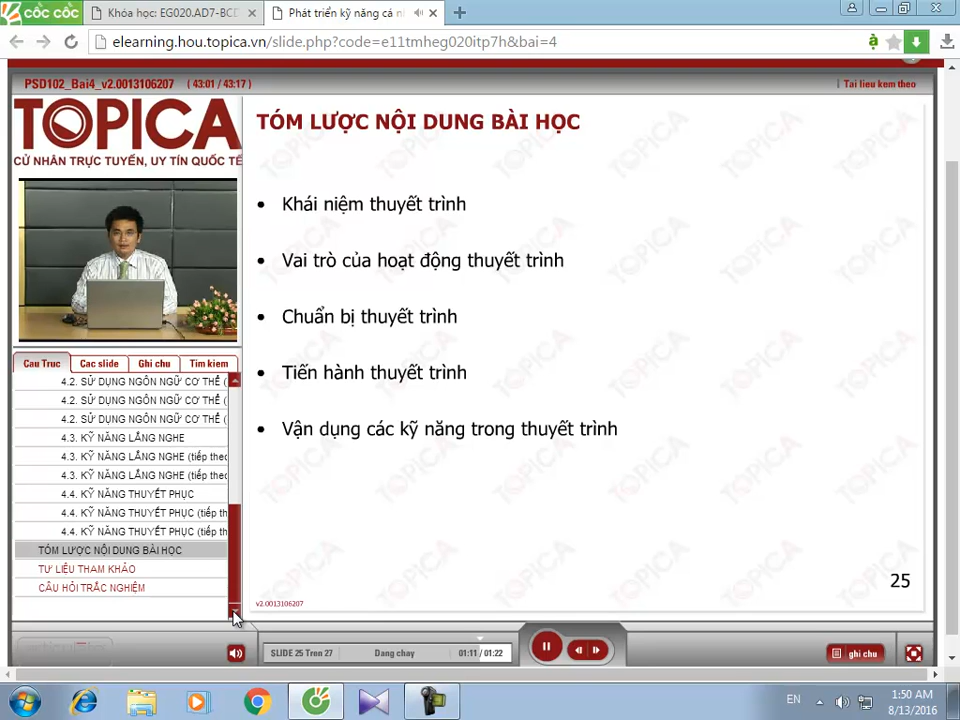 cốc cốc
Khóa học: EG020.AD7-BCD
Phát triển kỹ năng cá n
elearning.hou.topica.vn/slide.php?code=e11tmheg020itp7h&bai=4
PSD102_Bai4_v2.0013106207 ( 43:01 / 43:17 )
Tai lieu kem theo
TOPICA
CỬ NHÂN TRỰC TUYẾN, UY TÍN QUỐC TẾ
TÓM LƯỢC NỘI DUNG BÀI HỌC
• Khái niệm thuyết trình
• Vai trò của hoạt động thuyết trình
• Chuẩn bị thuyết trình
• Tiến hành thuyết trình
• Vận dụng các kỹ năng trong thuyết trình
25
v2.0013106207
Cau Truc Cac slide Ghi chu Tim kiem
4.2. SỬ DỤNG NGÔN NGỮ CƠ THỂ (
4.2. SỬ DỤNG NGÔN NGỮ CƠ THỂ (
4.2. SỬ DỤNG NGÔN NGỮ CƠ THỂ (
4.3. KỸ NĂNG LẮNG NGHE
4.3. KỸ NĂNG LẮNG NGHE (tiếp theo
4.3. KỸ NĂNG LẮNG NGHE (tiếp theo
4.4. KỸ NĂNG THUYẾT PHỤC
4.4. KỸ NĂNG THUYẾT PHỤC (tiếp th
4.4. KỸ NĂNG THUYẾT PHỤC (tiếp th
TÓM LƯỢC NỘI DUNG BÀI HỌC
TƯ LIỆU THAM KHẢO
CÂU HỎI TRẮC NGHIỆM
SLIDE 25 Tren 27 Dang chay 01:11 / 01:22
ghi chu
EN
1:50 AM
8/13/2016